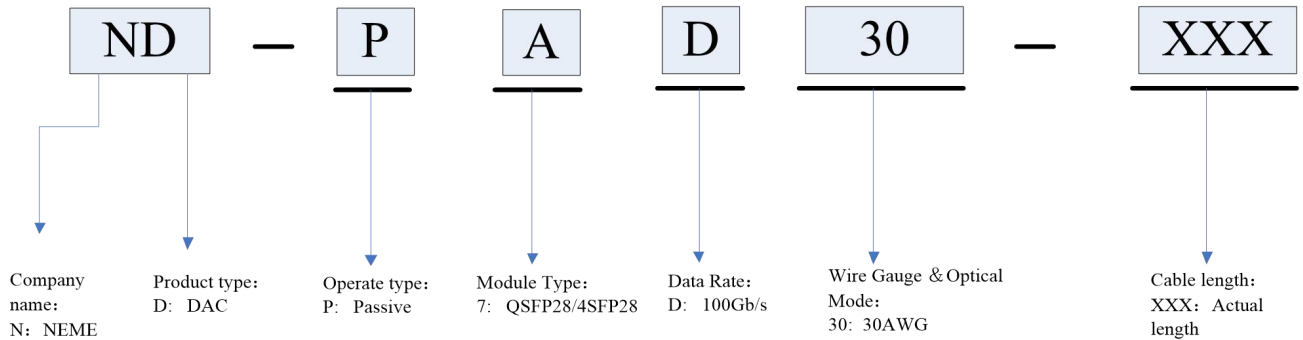 ND — P A D 30 — XXX
Company
name：
N： NEME
Product type：
D： DAC
Operate type：
P： Passive
Module Type：
7： QSFP28/4SFP28
Data Rate：
D： 100Gb/s
Wire Gauge ＆Optical
Mode：
30：30AWG
Cable length：
XXX： Actual
length